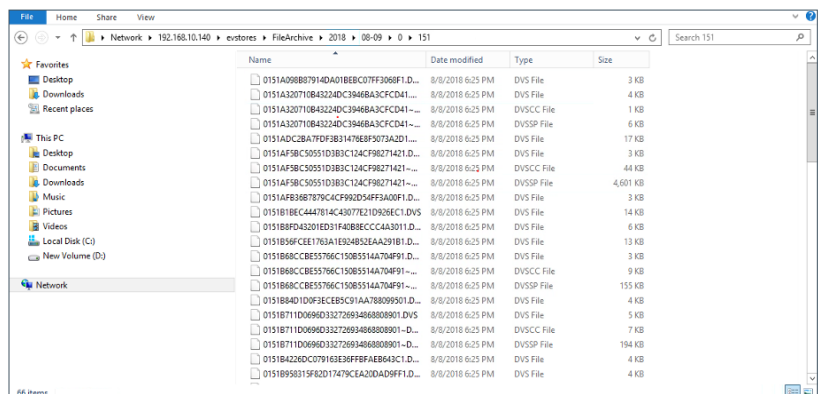 File Home Share View
Network 192.168.10.140 evstores FileArchive 2018 08-09 0 151 Search 151
Name Date modified Type Size
Favorites
Desktop
Downloads
Recent places
This PC
Desktop
Documents
Downloads
Music
Pictures
Videos
Local Disk (C:)
New Volume (D:)
Network
0151A098B87914DA01BEBC07FF3068F1.D... 8/8/2018 6:25 PM DVS File 3 KB
0151A320710B43224DC3946BA3CFCD41.... 8/8/2018 6:25 PM DVS File 4 KB
0151A320710B43224DC3946BA3CFCD41~... 8/8/2018 6:25 PM DVSCC File 1 KB
0151A320710B43224DC3946BA3CFCD41~... 8/8/2018 6:25 PM DVSSP File 6 KB
0151ADC2BA7FDF3B31476E8F5073A2D1.... 8/8/2018 6:25 PM DVS File 17 KB
0151AF5BC50551D3B3C124CF98271421.D... 8/8/2018 6:25 PM DVS File 3 KB
0151AF5BC50551D3B3C124CF98271421~... 8/8/2018 6:25 PM DVSCC File 44 KB
0151AF5BC50551D3B3C124CF98271421~... 8/8/2018 6:25 PM DVSSP File 4,601 KB
0151AFB36B7879C4CF992D54FF3A00F1.D... 8/8/2018 6:25 PM DVS File 3 KB
0151B1BEC4447814C43077E21D926EC1.DVS 8/8/2018 6:25 PM DVS File 14 KB
0151B8FD43201ED31F40B8ECCC4A3011.D... 8/8/2018 6:25 PM DVS File 6 KB
0151B56FCEE1763A1E924B52EAA291B1.D... 8/8/2018 6:25 PM DVS File 13 KB
0151B68CCBE55766C150B5514A704F91.D... 8/8/2018 6:25 PM DVS File 3 KB
0151B68CCBE55766C150B5514A704F91~... 8/8/2018 6:25 PM DVSCC File 9 KB
0151B68CCBE55766C150B5514A704F91~... 8/8/2018 6:25 PM DVSSP File 155 KB
0151B84D1D0F3ECEB5C91AA788099501.D... 8/8/2018 6:25 PM DVS File 4 KB
0151B711D0696D332726934868808901.DVS 8/8/2018 6:25 PM DVS File 5 KB
0151B711D0696D332726934868808901~D... 8/8/2018 6:25 PM DVSCC File 7 KB
0151B711D0696D332726934868808901~D... 8/8/2018 6:25 PM DVSSP File 194 KB
0151B4226DC079163E36FFBFAEB643C1.D... 8/8/2018 6:25 PM DVS File 4 KB
0151B958315F82D17479CEA20DAD9FF1.D... 8/8/2018 6:25 PM DVS File 4 KB
66 items